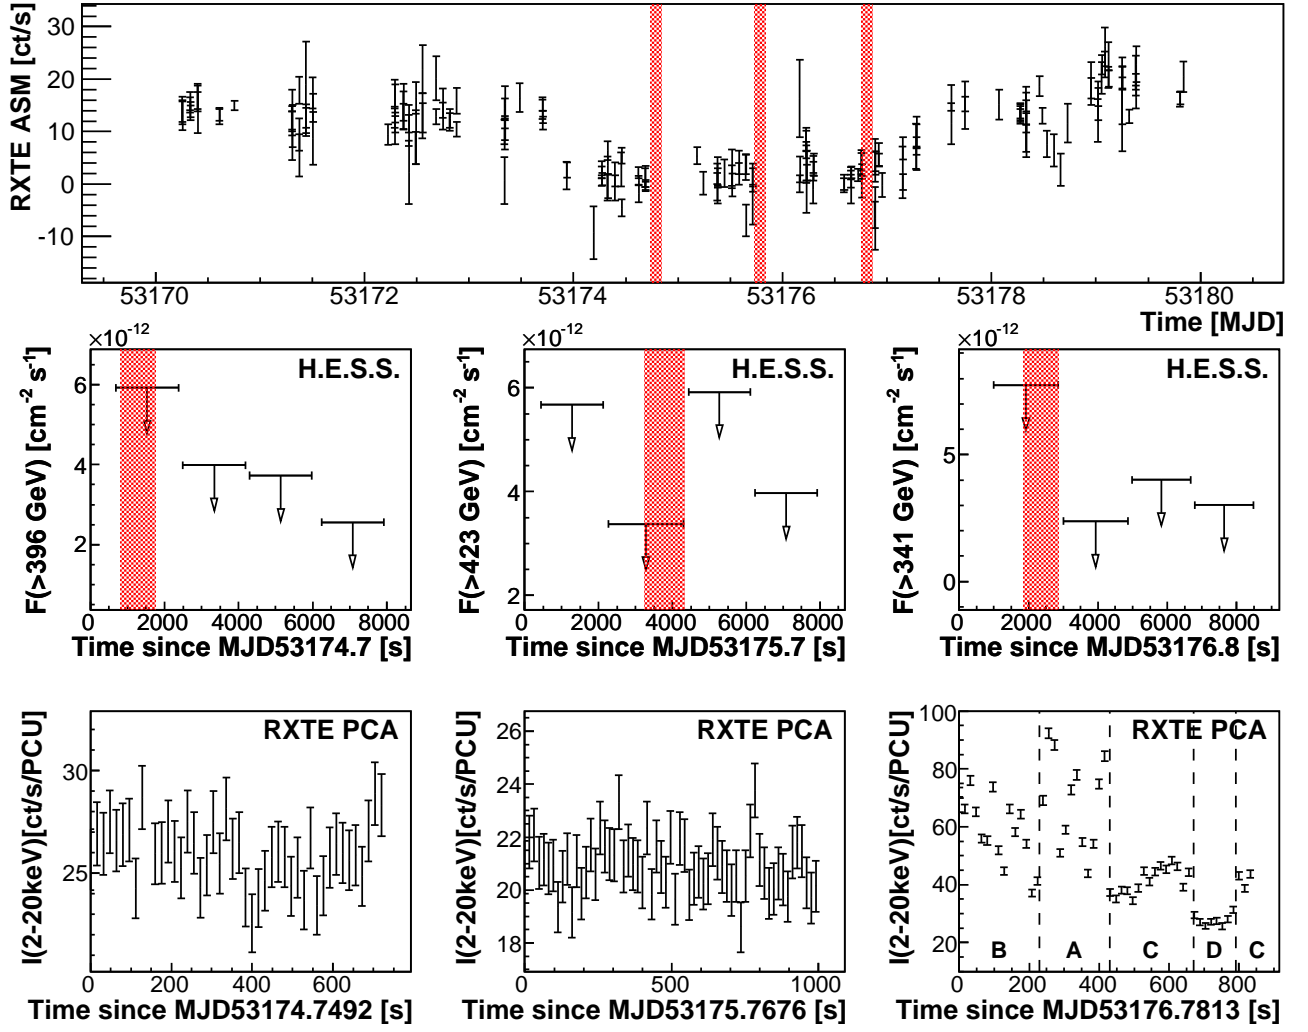 RXTE ASM [ct/s]
30
20
10
0
-10
53170 53172 53174 53176 53178 53180
Time [MJD]
×10-12 ×10-12 ×10-12
H.E.S.S. H.E.S.S. H.E.S.S.
F(>396 GeV) [cm-2 s-1]
6
4
2
0 2000 4000 6000 8000
Time since MJD53174.7 [s]
F(>423 GeV) [cm-2 s-1]
6
4
2
0 2000 4000 6000 8000
Time since MJD53175.7 [s]
F(>341 GeV) [cm-2 s-1]
5
0
0 2000 4000 6000 8000
Time since MJD53176.8 [s]
RXTE PCA
I(2-20keV)[ct/s/PCU]
30
25
0 200 400 600
Time since MJD53174.7492 [s]
RXTE PCA
I(2-20keV)[ct/s/PCU]
26
24
22
20
18
0 500 1000
Time since MJD53175.7676 [s]
RXTE PCA
I(2-20keV)[ct/s/PCU]
100
80
60
40
20
B A C D C
0 200 400 600 800
Time since MJD53176.7813 [s]